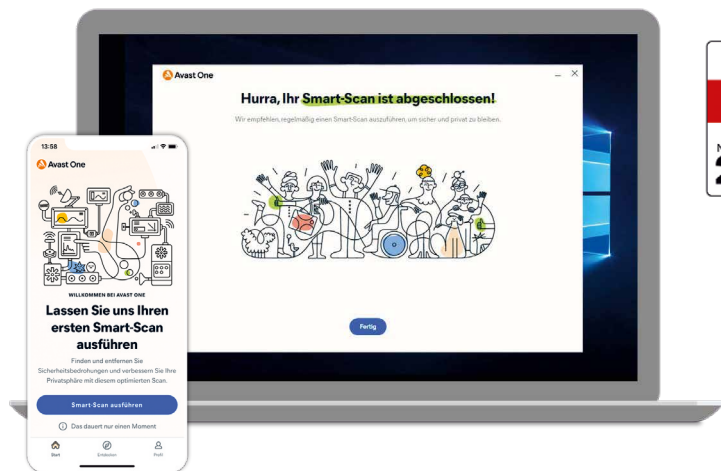 Avast One
Hurra, Ihr Smart-Scan ist abgeschlossen!
Wir empfehlen, regelmäßig einen Smart-Scan auszuführen, um sicher und privat zu bleiben.
Fertig
13:58
Avast One
WILLKOMMEN BEI AVAST ONE
Lassen Sie uns Ihren
ersten Smart-Scan
ausführen
Finden und entfernen Sie
Sicherheitsbedrohungen und verbessern Sie Ihre
Privatsphäre mit diesem optimierten Scan.
Smart-Scan ausführen
Das dauert nur einen Moment
Start
Entdecken
Profil